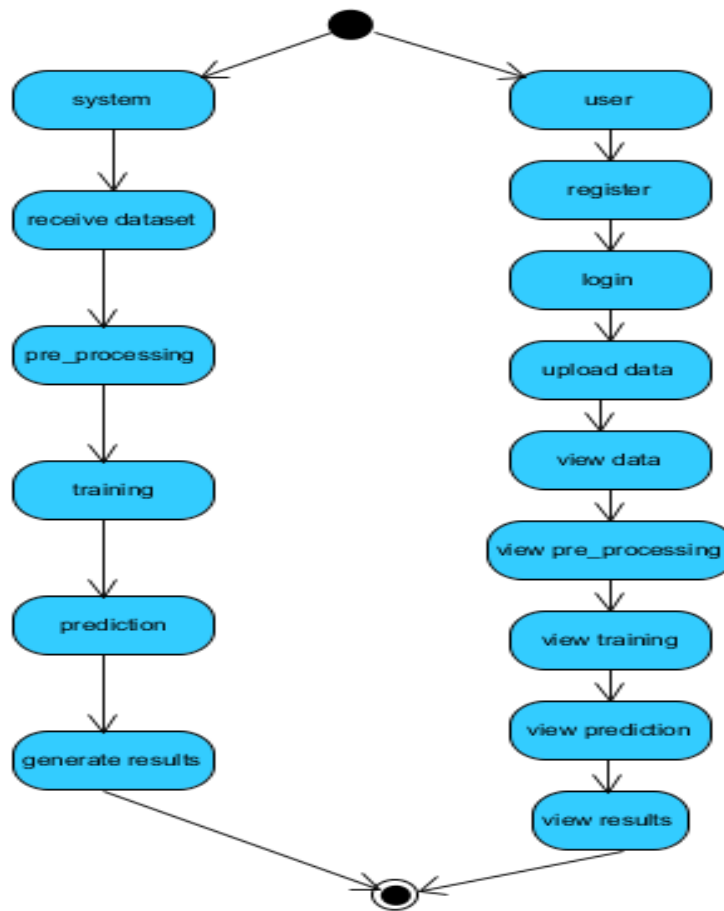 system
receive dataset
pre_processing
training
prediction
generate results
user
register
login
upload data
view data
view pre_processing
view training
view prediction
view results